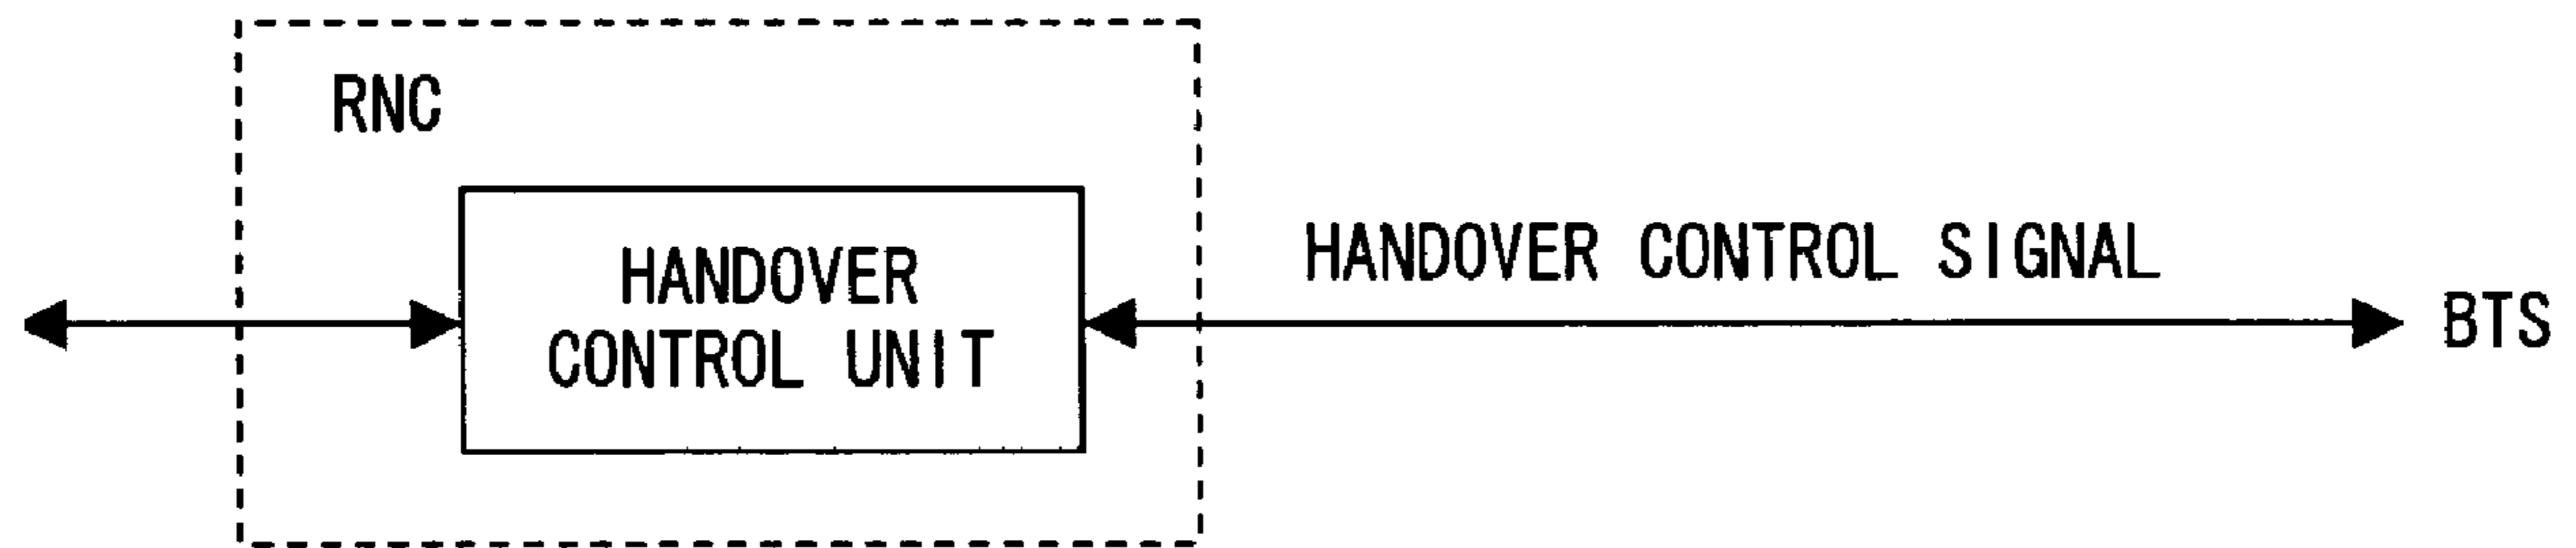 RNC
HANDOVER
CONTROL UNIT
HANDOVER CONTROL SIGNAL
BTS